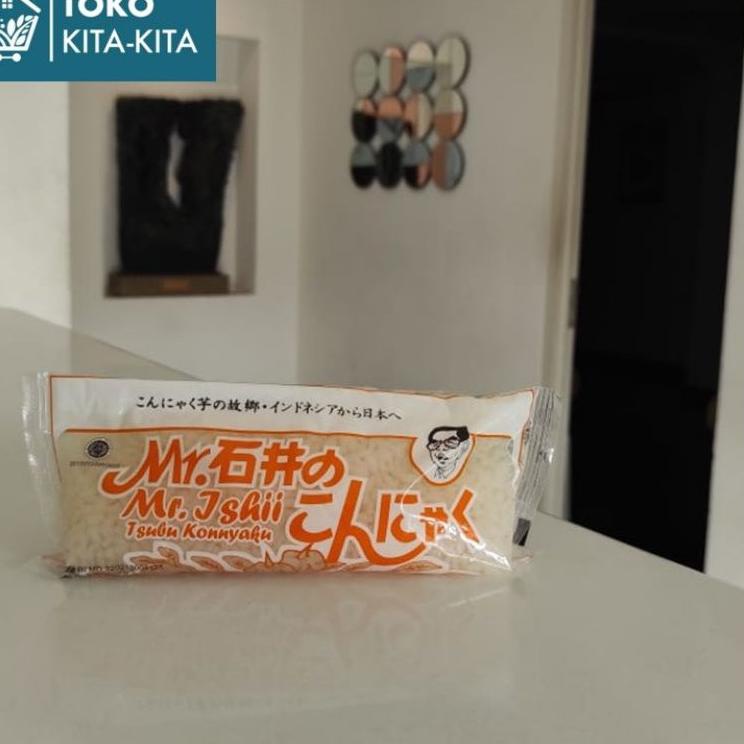 TOKO
KITA-KITA
こんにゃく芋の故郷・インドネシアから日本へ
Mr.石井の
こんにゃく
Mr. Ishii
Tsubu Konnyaku